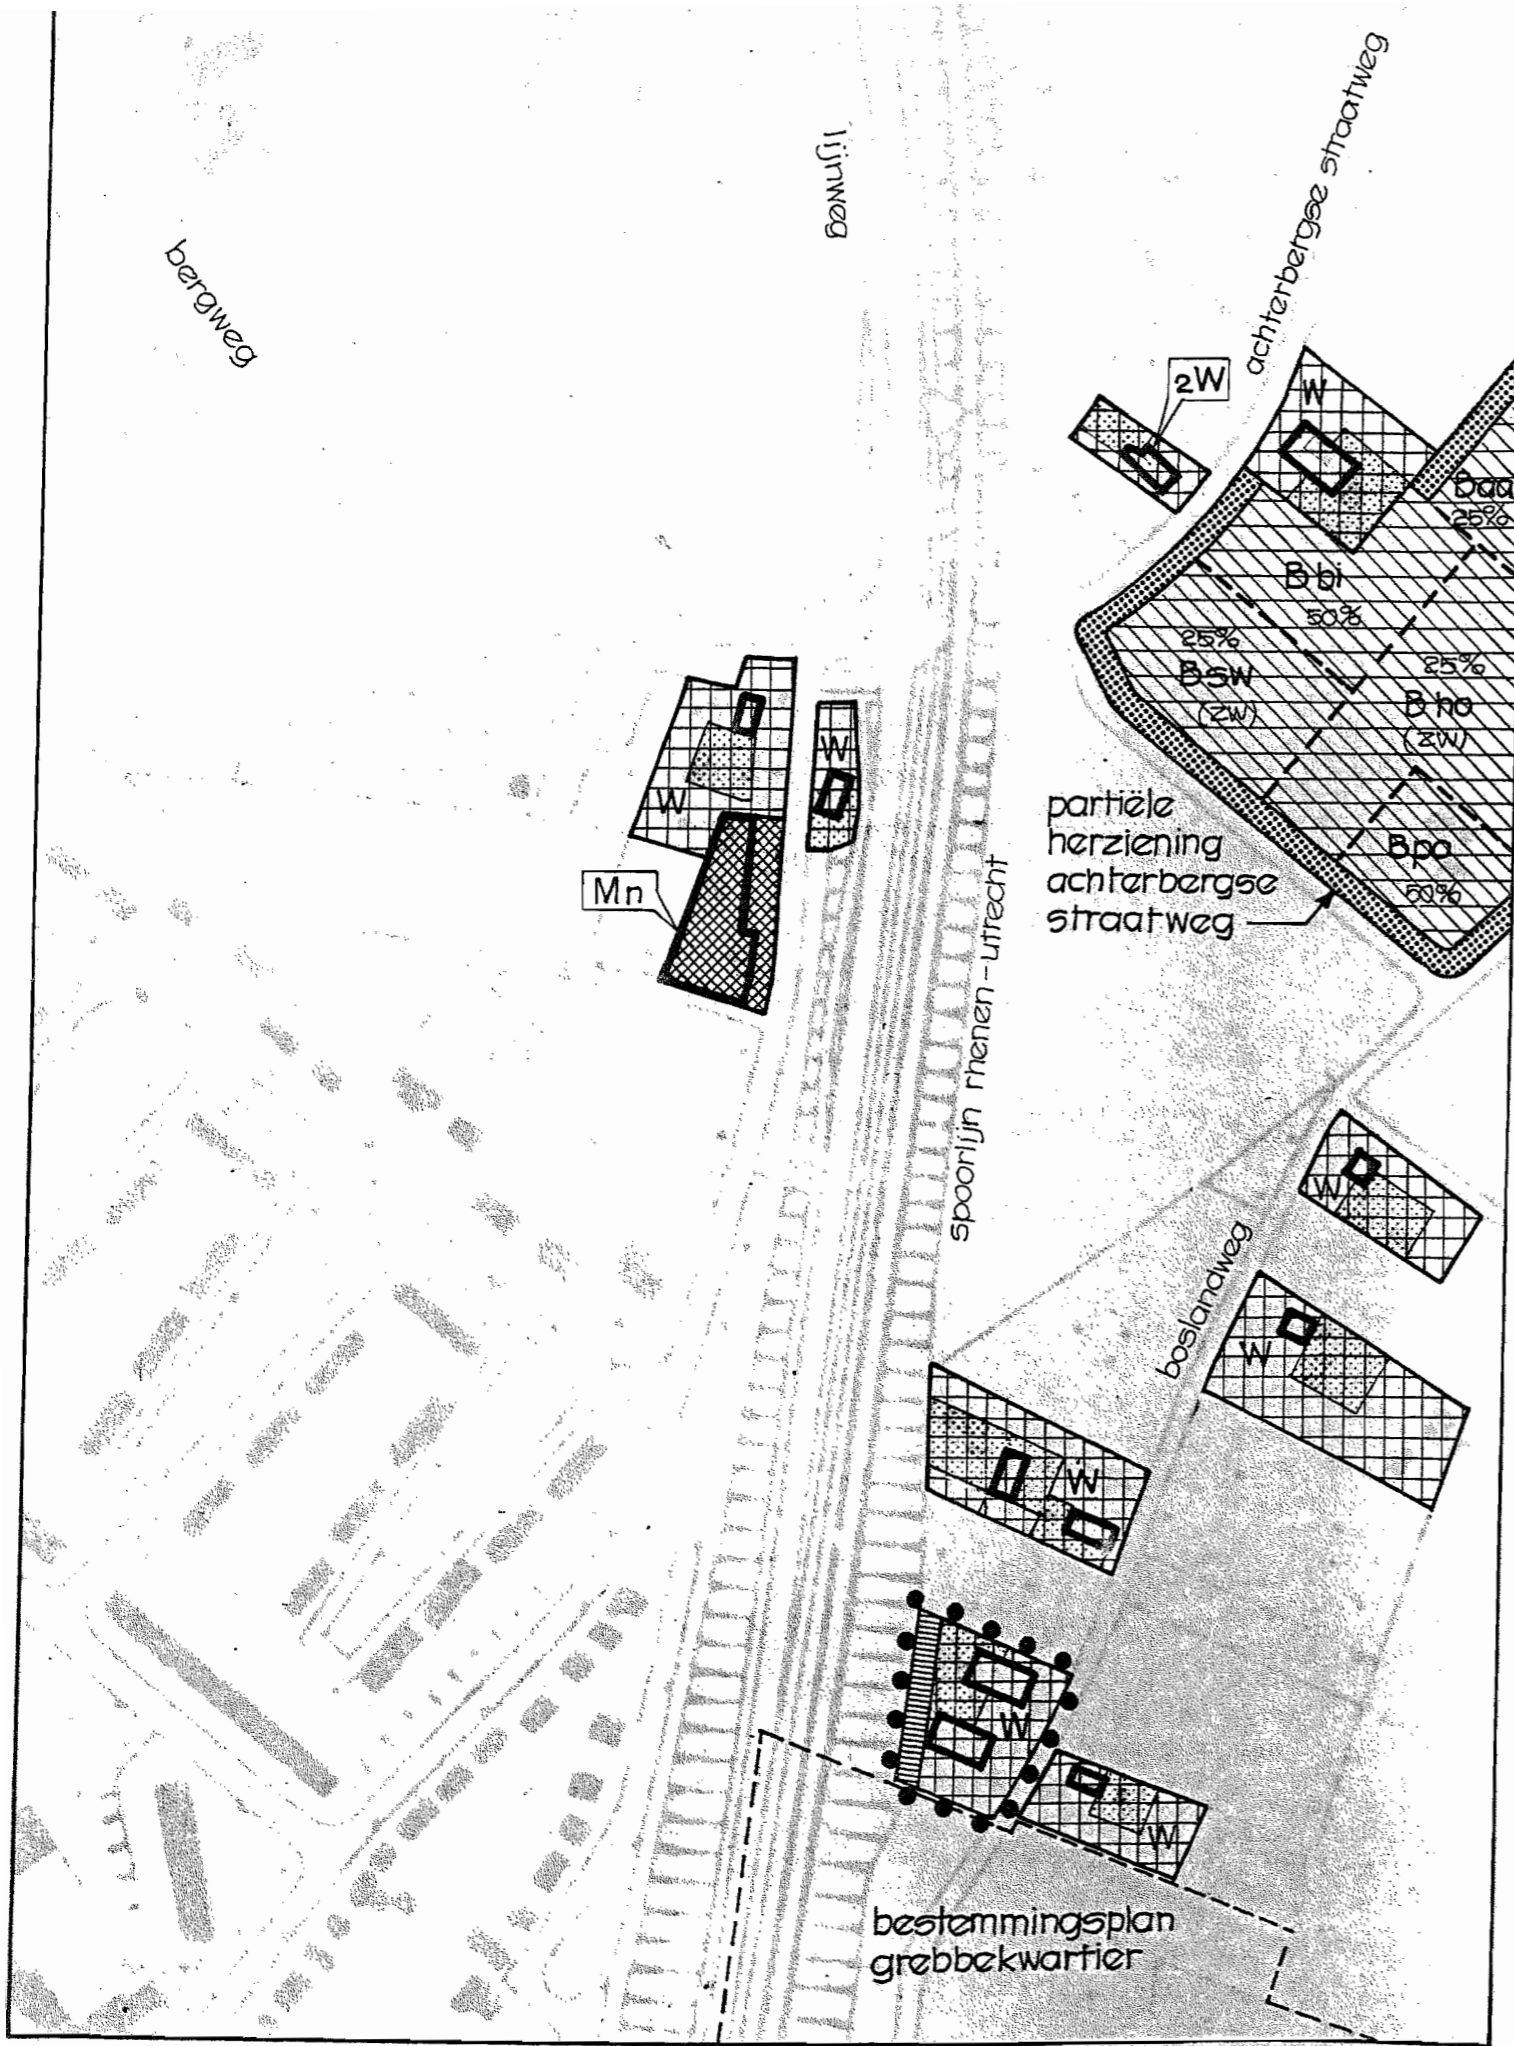 achterbergse straatweg
lijnweg
bergweg
2W
W
Baa
25%
B bi
50%
25%
BSW
(ZW)
25%
B ho
(ZW)
W
W
partiële
herziening
achterbergse
straatweg
Bpa
50%
Mn
spoorlijn rhenen-utrecht
W
boslandweg
W
W
W
W
bestemmingsplan
grebbekwartier